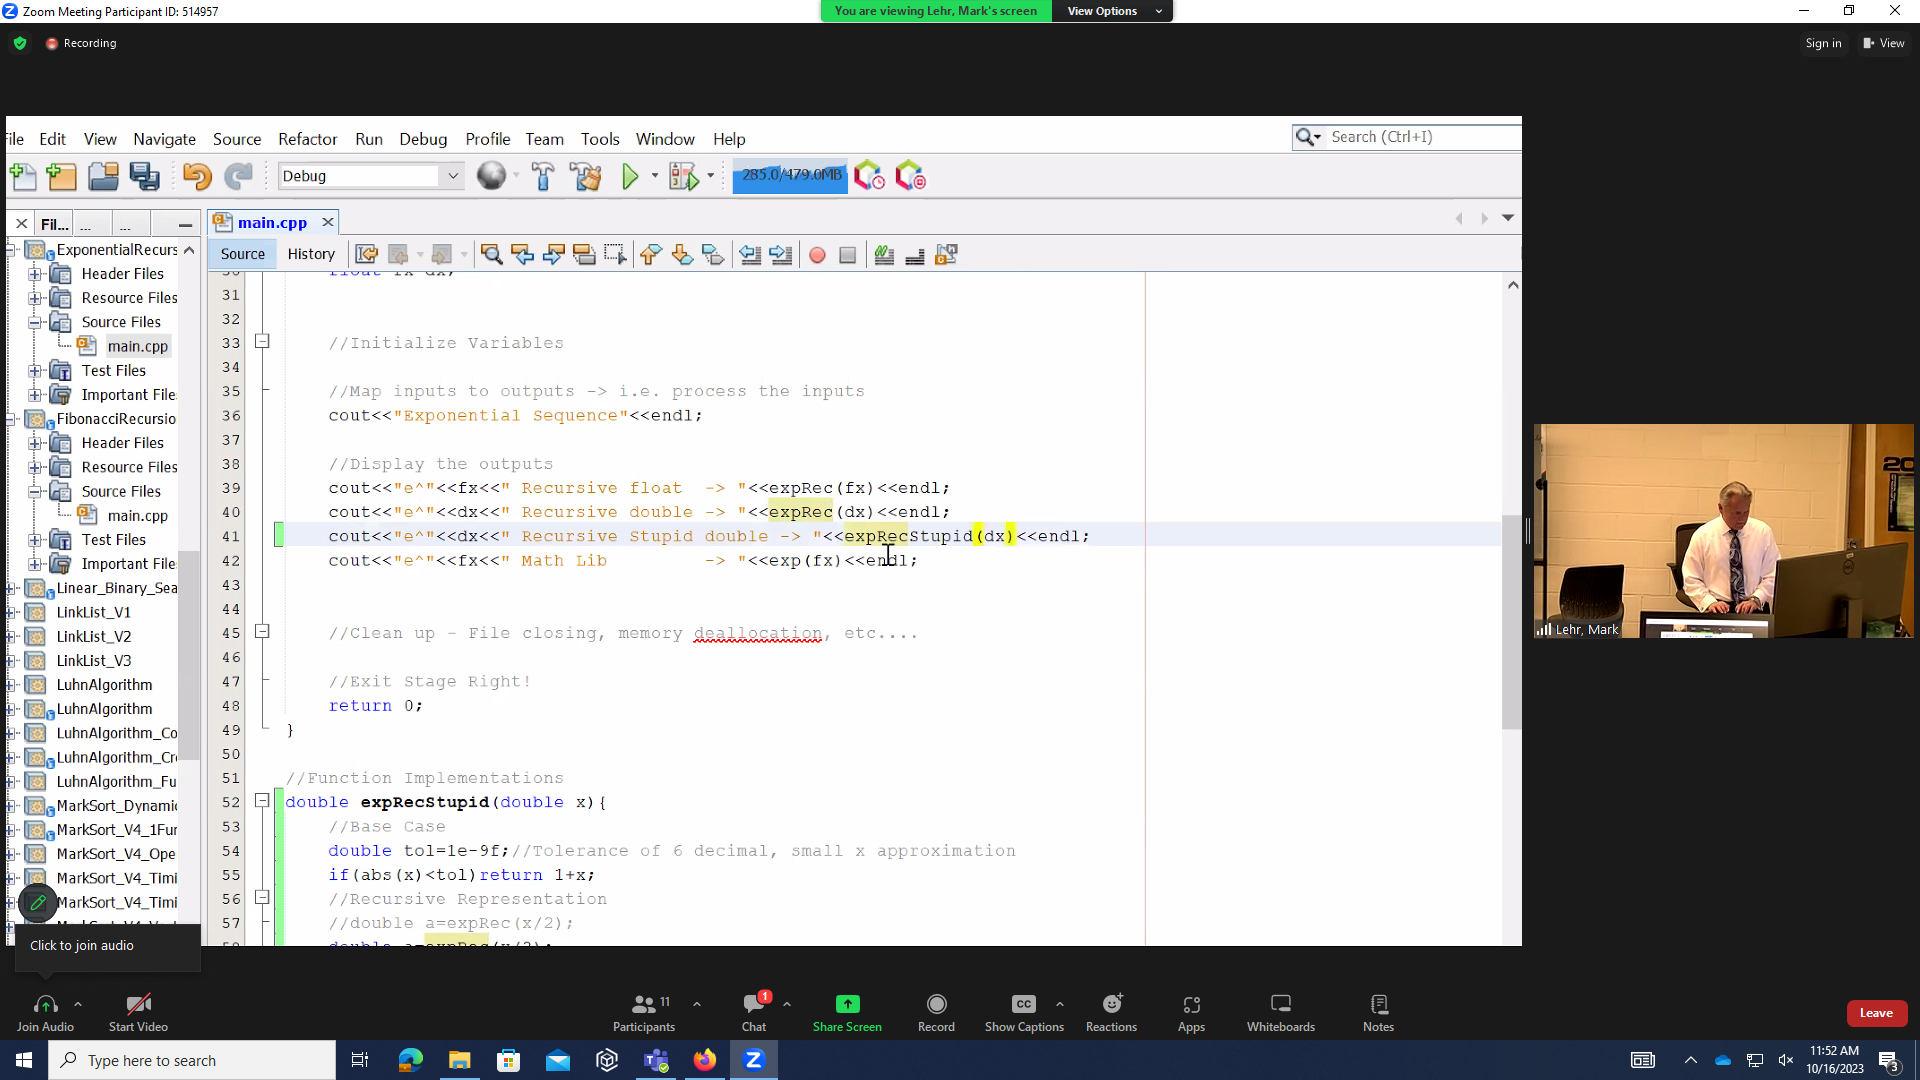 Zoom Meeting Participant ID: 514957
You are viewing Lehr, Mark's screen
View Options
Recording
Sign in
View
ile Edit View Navigate Source Refactor Run Debug Profile Team Tools Window Help
Search (Ctrl+I)
Debug
285.0/479.0MB
Fil...
...
...
main.cpp
Source
History
ExponentialRecurs
Header Files
Resource Files
Source Files
main.cpp
Test Files
Important File
FibonacciRecursio
Header Files
Resource Files
Source Files
main.cpp
Test Files
Important File
Linear_Binary_Sea
LinkList_V1
LinkList_V2
LinkList_V3
LuhnAlgorithm
LuhnAlgorithm
LuhnAlgorithm_Co
LuhnAlgorithm_Cr
LuhnAlgorithm_Fu
MarkSort_Dynamic
MarkSort_V4_1Fun
MarkSort_V4_Ope
MarkSort_V4_Timi
MarkSort_V4_Timi
31
32
33 //Initialize Variables
34
35 //Map inputs to outputs -> i.e. process the inputs
36 cout<<"Exponential Sequence"<<endl;
37
38 //Display the outputs
39 cout<<"e^"<<fx<<" Recursive float  -> "<<expRec(fx)<<endl;
40 cout<<"e^"<<dx<<" Recursive double -> "<<expRec(dx)<<endl;
41 cout<<"e^"<<dx<<" Recursive Stupid double -> "<<expRecStupid(dx)<<endl;
42 cout<<"e^"<<fx<<" Math Lib         -> "<<exp(fx)<<endl;
43
44
45 //Clean up - File closing, memory deallocation, etc....
46
47 //Exit Stage Right!
48 return 0;
49 }
50
51 //Function Implementations
52 double expRecStupid(double x){
53 //Base Case
54 double tol=1e-9f;//Tolerance of 6 decimal, small x approximation
55 if(abs(x)<tol)return 1+x;
56 //Recursive Representation
57 //double a=expRec(x/2);
Lehr, Mark
Click to join audio
Join Audio
Start Video
11
Participants
1
Chat
Share Screen
Record
CC
Show Captions
Reactions
Apps
Whiteboards
Notes
Leave
Type here to search
11:52 AM
10/16/2023
3